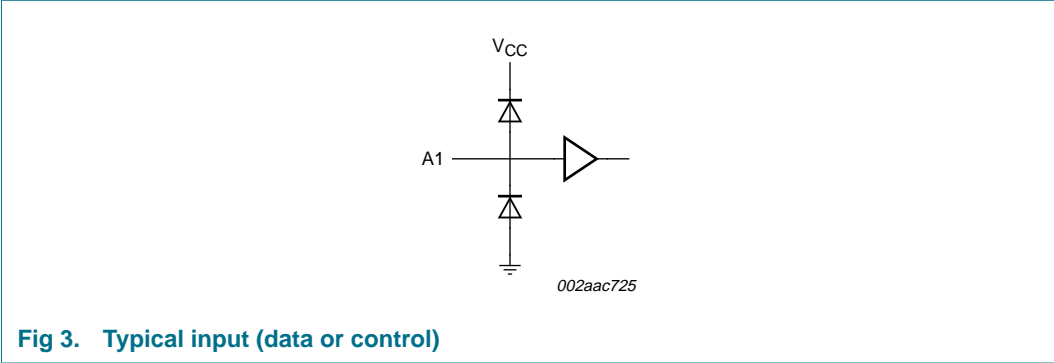 VCC
A1
002aac725
Fig 3. Typical input (data or control)